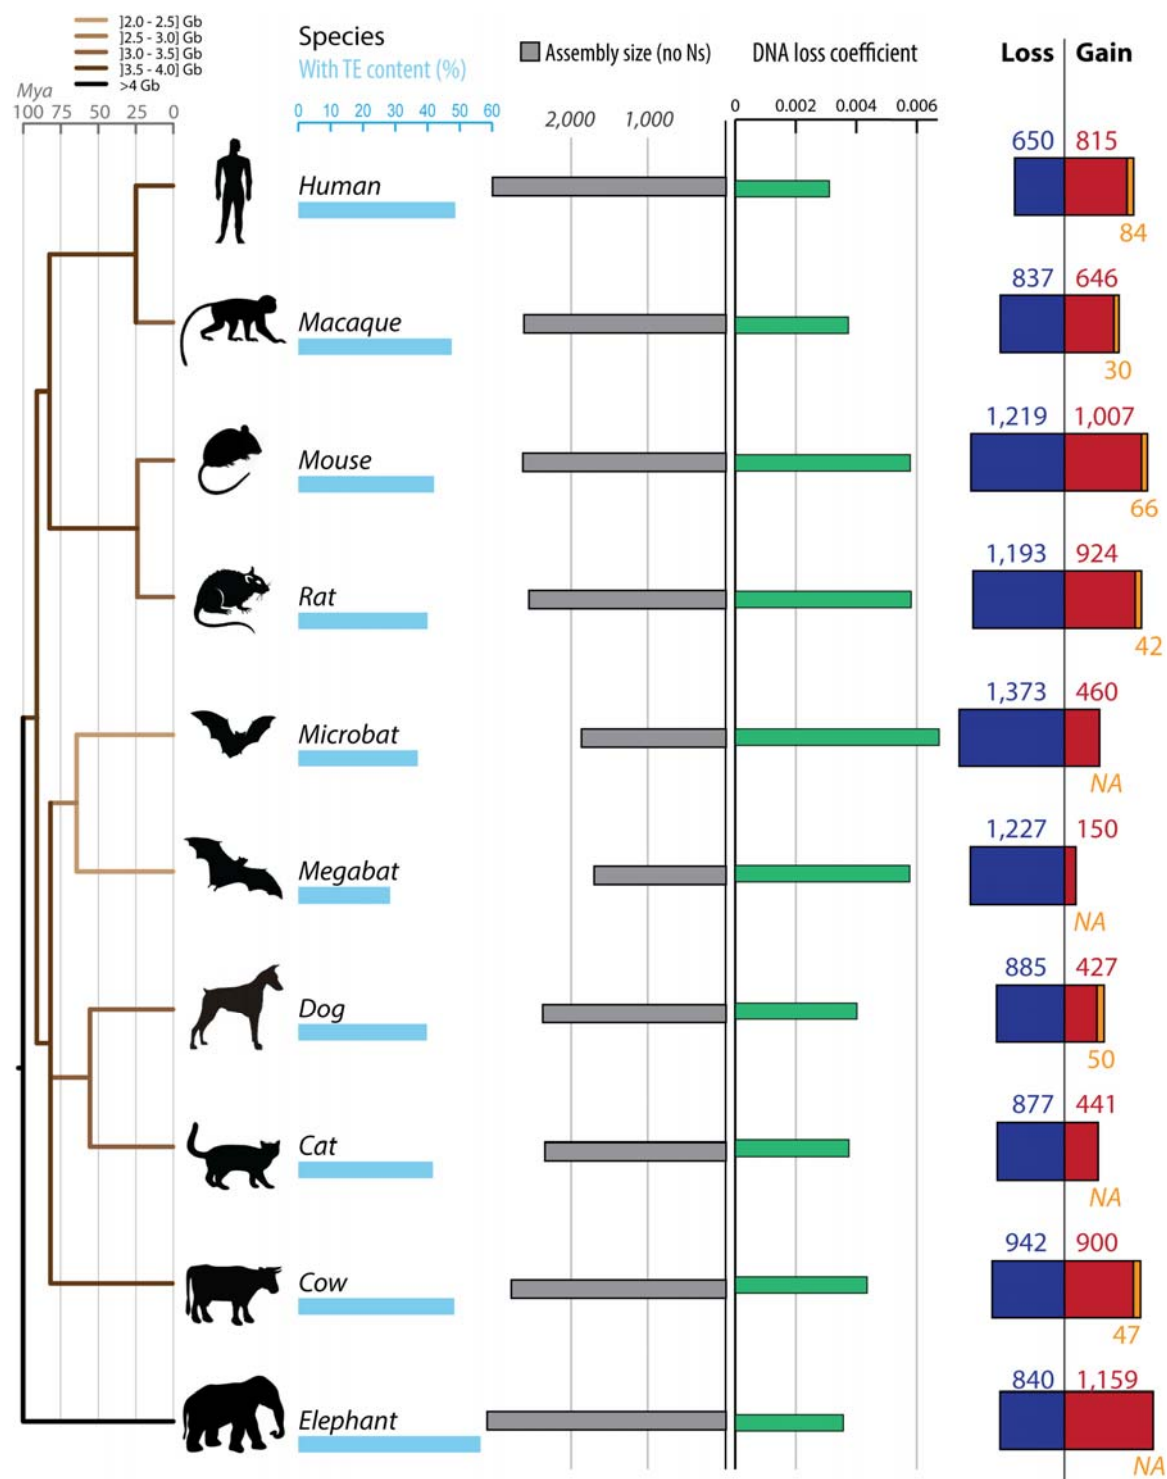 ]2.0 - 2.5] Gb
]2.5 - 3.0] Gb
]3.0 - 3.5] Gb
]3.5 - 4.0] Gb
>4 Gb
Mya
100 75 50 25 0
Species
With TE content (%)
0 10 20 30 40 50 60
Assembly size (no Ns)
2,000 1,000
DNA loss coefficient
0 0.002 0.004 0.006
Loss Gain
650 815
Human
84
837 646
Macaque
30
1,219 1,007
Mouse
66
1,193 924
Rat
42
1,373 460
Microbat
NA
1,227 150
Megabat
NA
885 427
Dog
50
877 441
Cat
NA
942 900
Cow
47
840 1,159
Elephant
NA